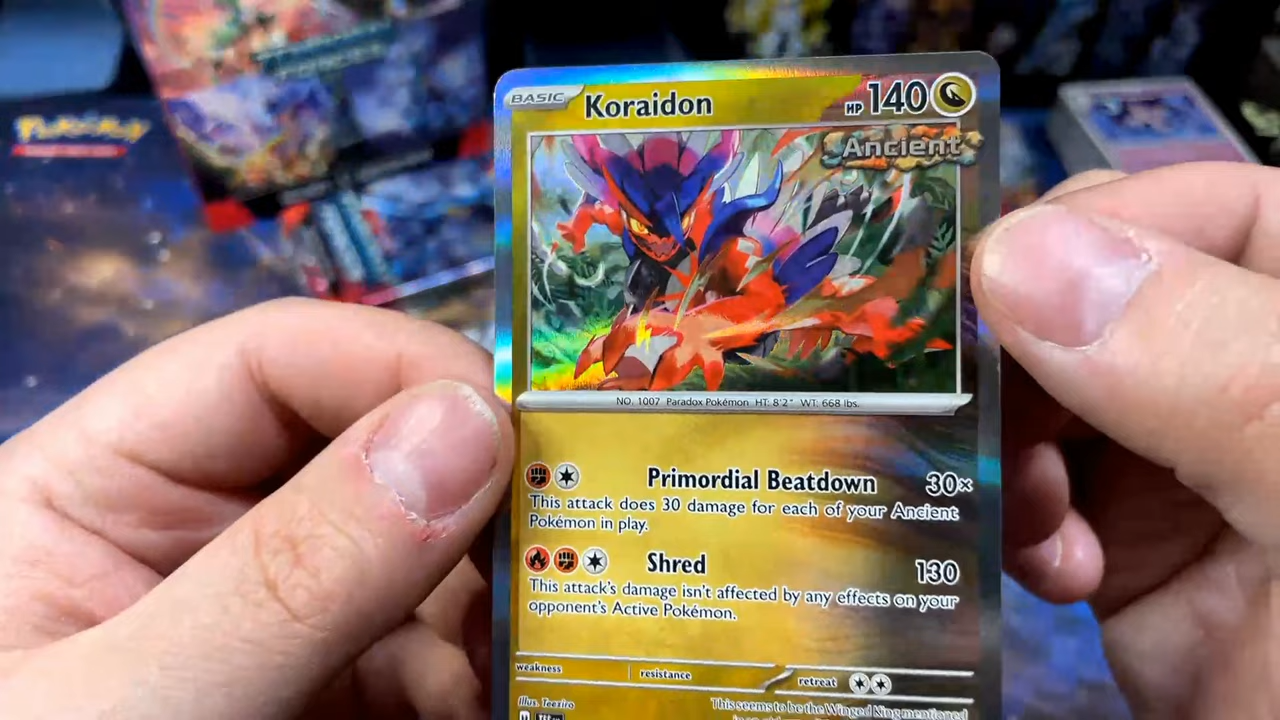 Pokémon
BASIC
Koraidon
HP 140
Ancient
NO. 1007 Paradox Pokémon HT: 8'2" WT: 668 lbs.
Primordial Beatdown 30×
This attack does 30 damage for each of your Ancient
Pokémon in play.
Shred 130
This attack's damage isn't affected by any effects on your
opponent's Active Pokémon.
weakness resistance retreat
Illus. Teeziro
This seems to be the Winged King mentioned